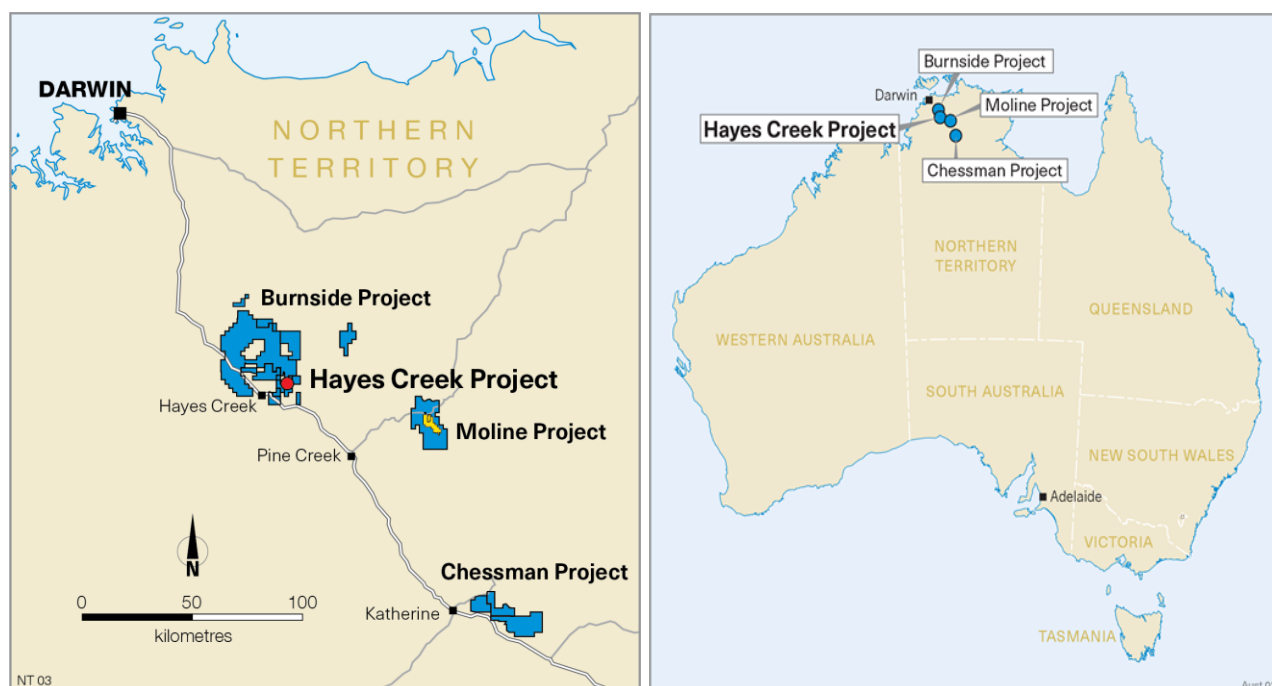 DARWIN
NORTHERN
TERRITORY
Burnside Project
Hayes Creek Project
Hayes Creek
Moline Project
Pine Creek
N
Chessman Project
0 50 100
kilometres
Katherine
NT 03
Burnside Project
Darwin
Moline Project
Hayes Creek Project
Chessman Project
NORTHERN
TERRITORY
QUEENSLAND
WESTERN AUSTRALIA
SOUTH AUSTRALIA
NEW SOUTH WALES
Adelaide
VICTORIA
TASMANIA